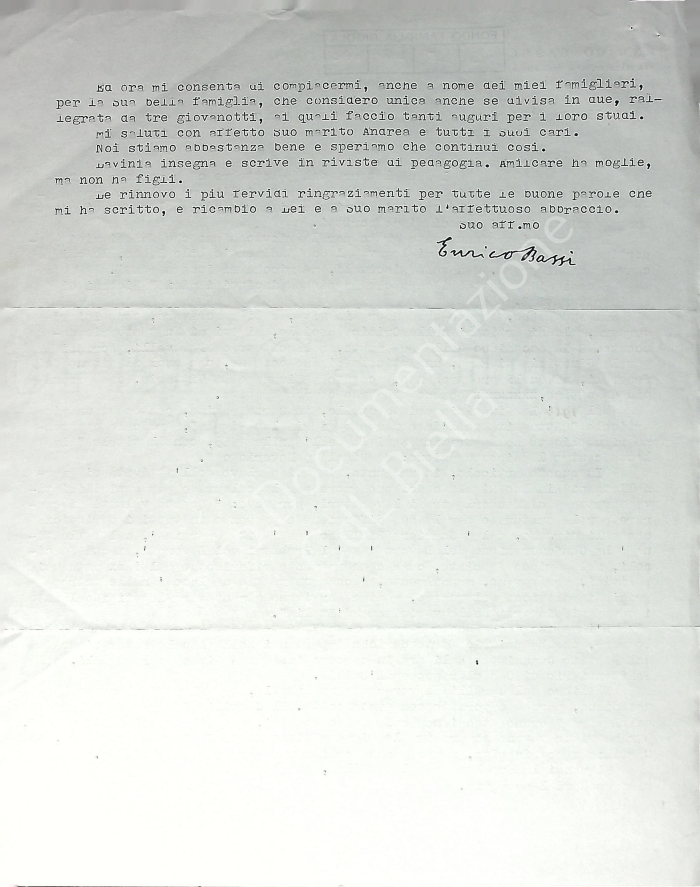 Ed ora mi consenta di compiacermi, anche a nome dei miei famigliari,
per la Sua bella famiglia, che considero unica anche se divisa in due, ral-
legrata da tre giovanotti, ai quali faccio tanti auguri per i loro studi.
Mi saluti con affetto Suo marito Andrea e tutti i Suoi cari.
Noi stiamo abbastanza bene e speriamo che continui così.
Lavinia insegna e scrive in riviste di pedagogia. Amilcare ha moglie,
ma non ha figli.
Le rinnovo i più fervidi ringraziamenti per tutte le buone parole che
mi ha scritto, e ricambio a Lei e a Suo marito l'affettuoso abbraccio.
Suo aff.mo
Enrico Bassi
Documentazione
CdL Biella